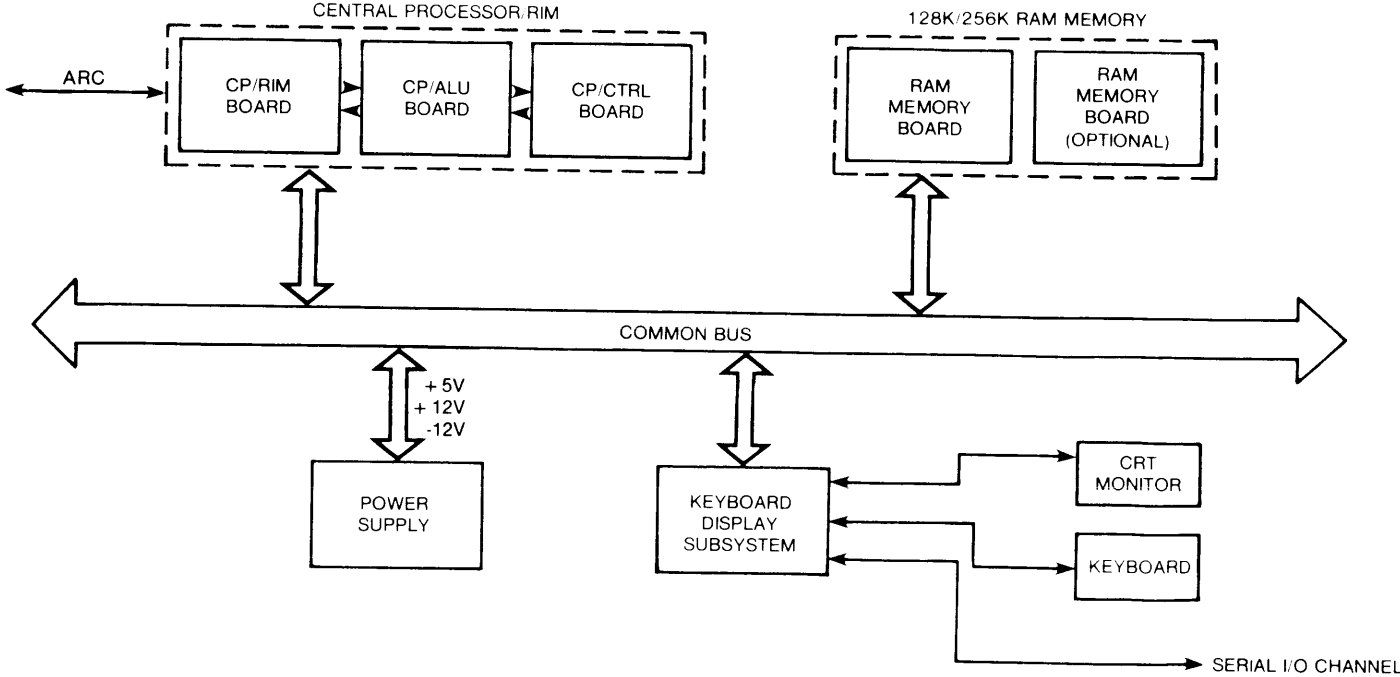 CENTRAL PROCESSOR/RIM
128K/256K RAM MEMORY
ARC
CP/RIM
BOARD
CP/ALU
BOARD
CP/CTRL
BOARD
RAM
MEMORY
BOARD
RAM
MEMORY
BOARD
(OPTIONAL)
COMMON BUS
+ 5V
+ 12V
-12V
POWER
SUPPLY
KEYBOARD
DISPLAY
SUBSYSTEM
CRT
MONITOR
KEYBOARD
SERIAL I/O CHANNEL